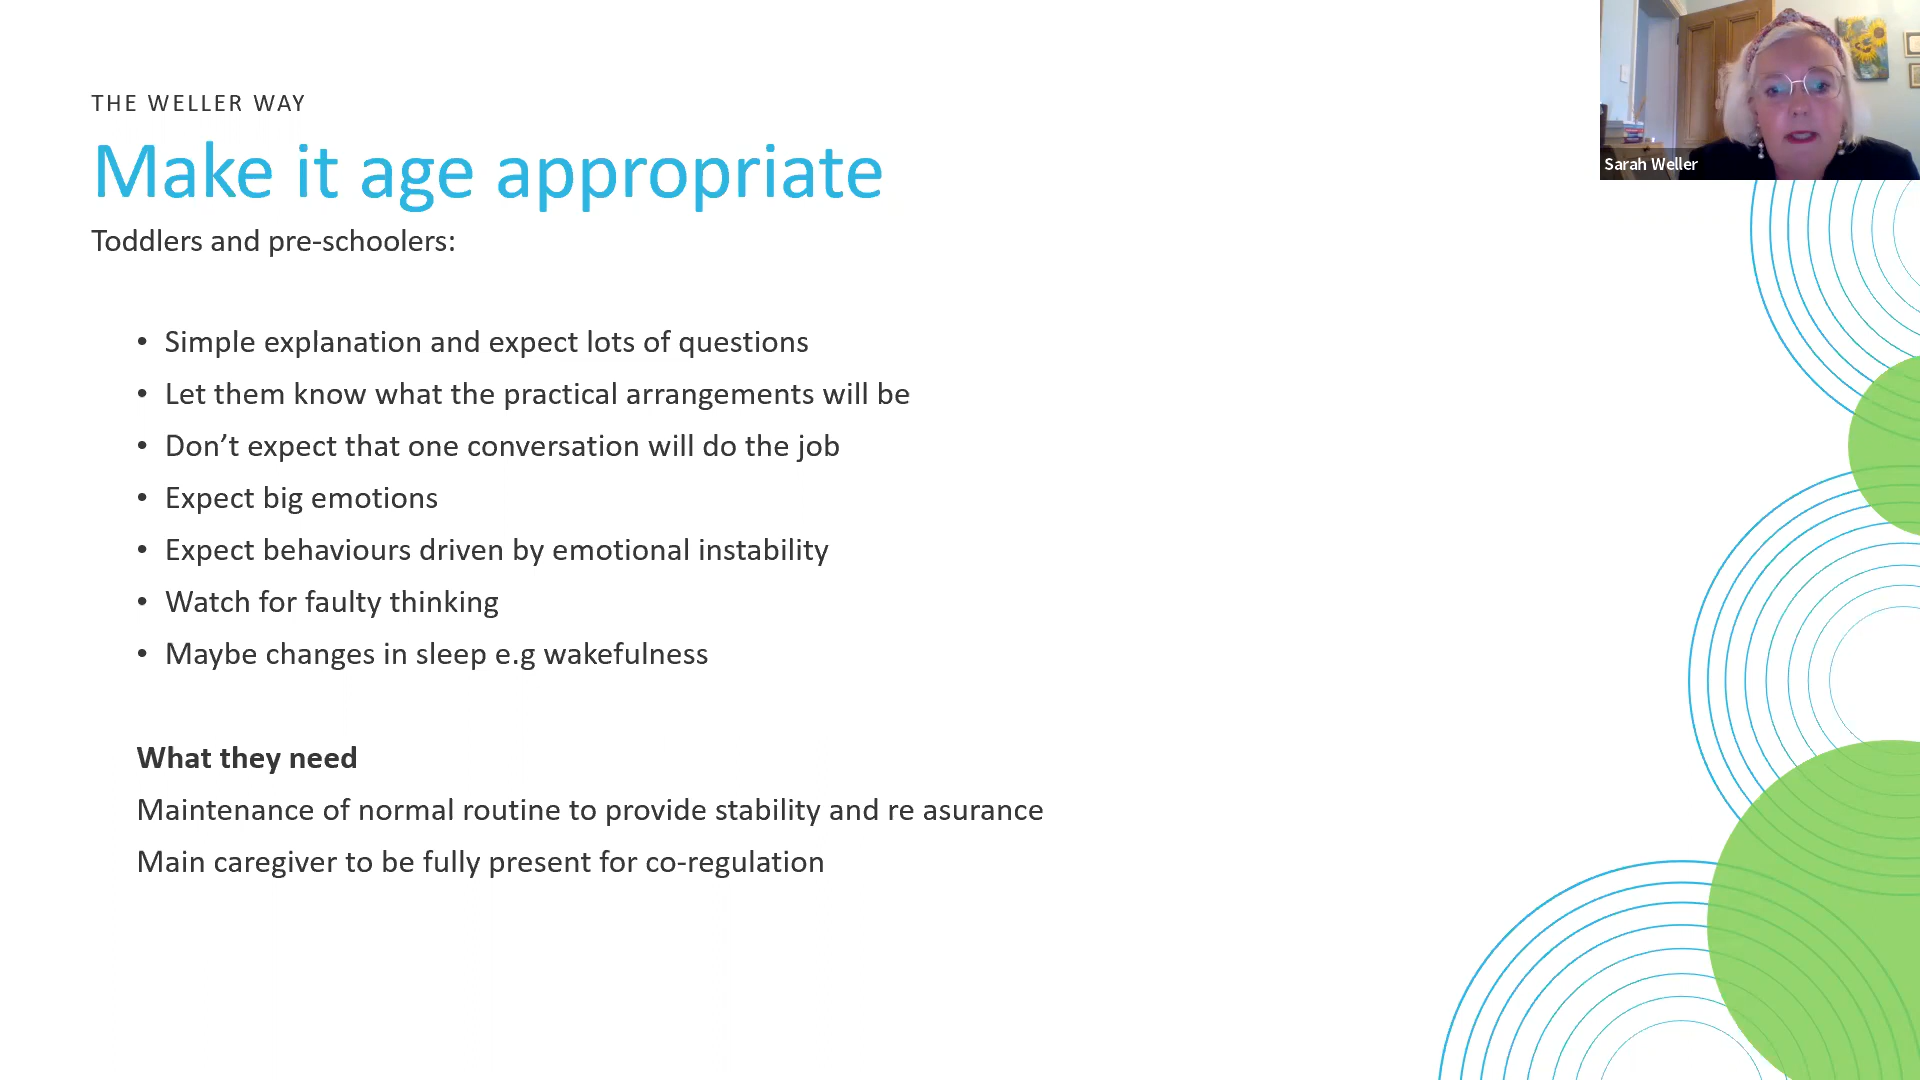 THE WELLER WAY
Make it age appropriate
Toddlers and pre-schoolers:
• Simple explanation and expect lots of questions
• Let them know what the practical arrangements will be
• Don’t expect that one conversation will do the job
• Expect big emotions
• Expect behaviours driven by emotional instability
• Watch for faulty thinking
• Maybe changes in sleep e.g wakefulness
What they need
Maintenance of normal routine to provide stability and re asurance
Main caregiver to be fully present for co-regulation
Sarah Weller